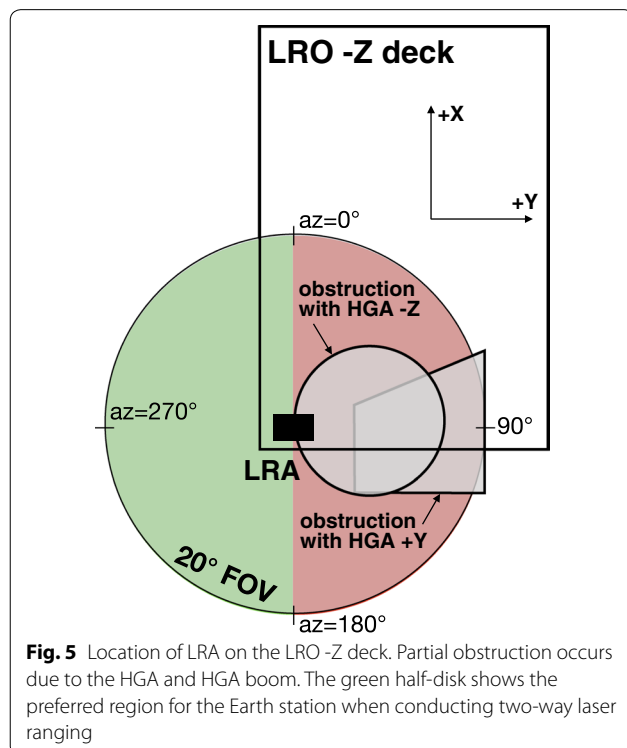 LRO -Z deck
+X
+Y
az=0°
obstruction
with HGA -Z
az=270°
90°
LRA
obstruction
with HGA +Y
20° FOV
az=180°
Fig. 5 Location of LRA on the LRO -Z deck. Partial obstruction occurs
due to the HGA and HGA boom. The green half-disk shows the
preferred region for the Earth station when conducting two-way laser
ranging